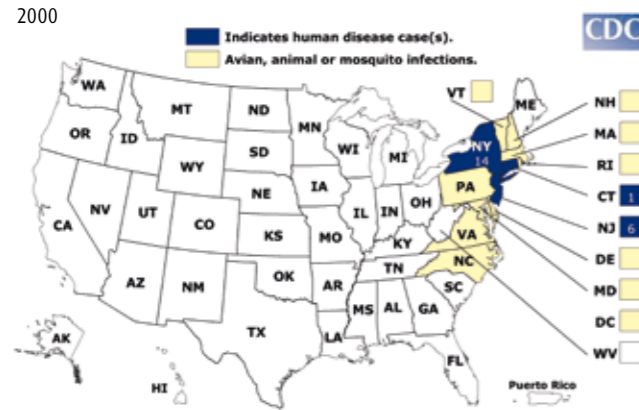 2000
Indicates human disease case(s).
CDC
Avian, animal or mosquito infections.
WA
VT
ME
NH
MT
ND
MN
OR
MA
NY
ID
SD
WI
14
MI
RI
WY
PA
CT 1
IA
NE
NV
OH
NJ 6
UT
IL
IN
CA
CO
VA
DE
KS
MO
KY
MD
NC
TN
OK
AZ
NM
AR
SC
DC
MS
AL
GA
TX
AK
LA
WV
FL
HI
Puerto Rico